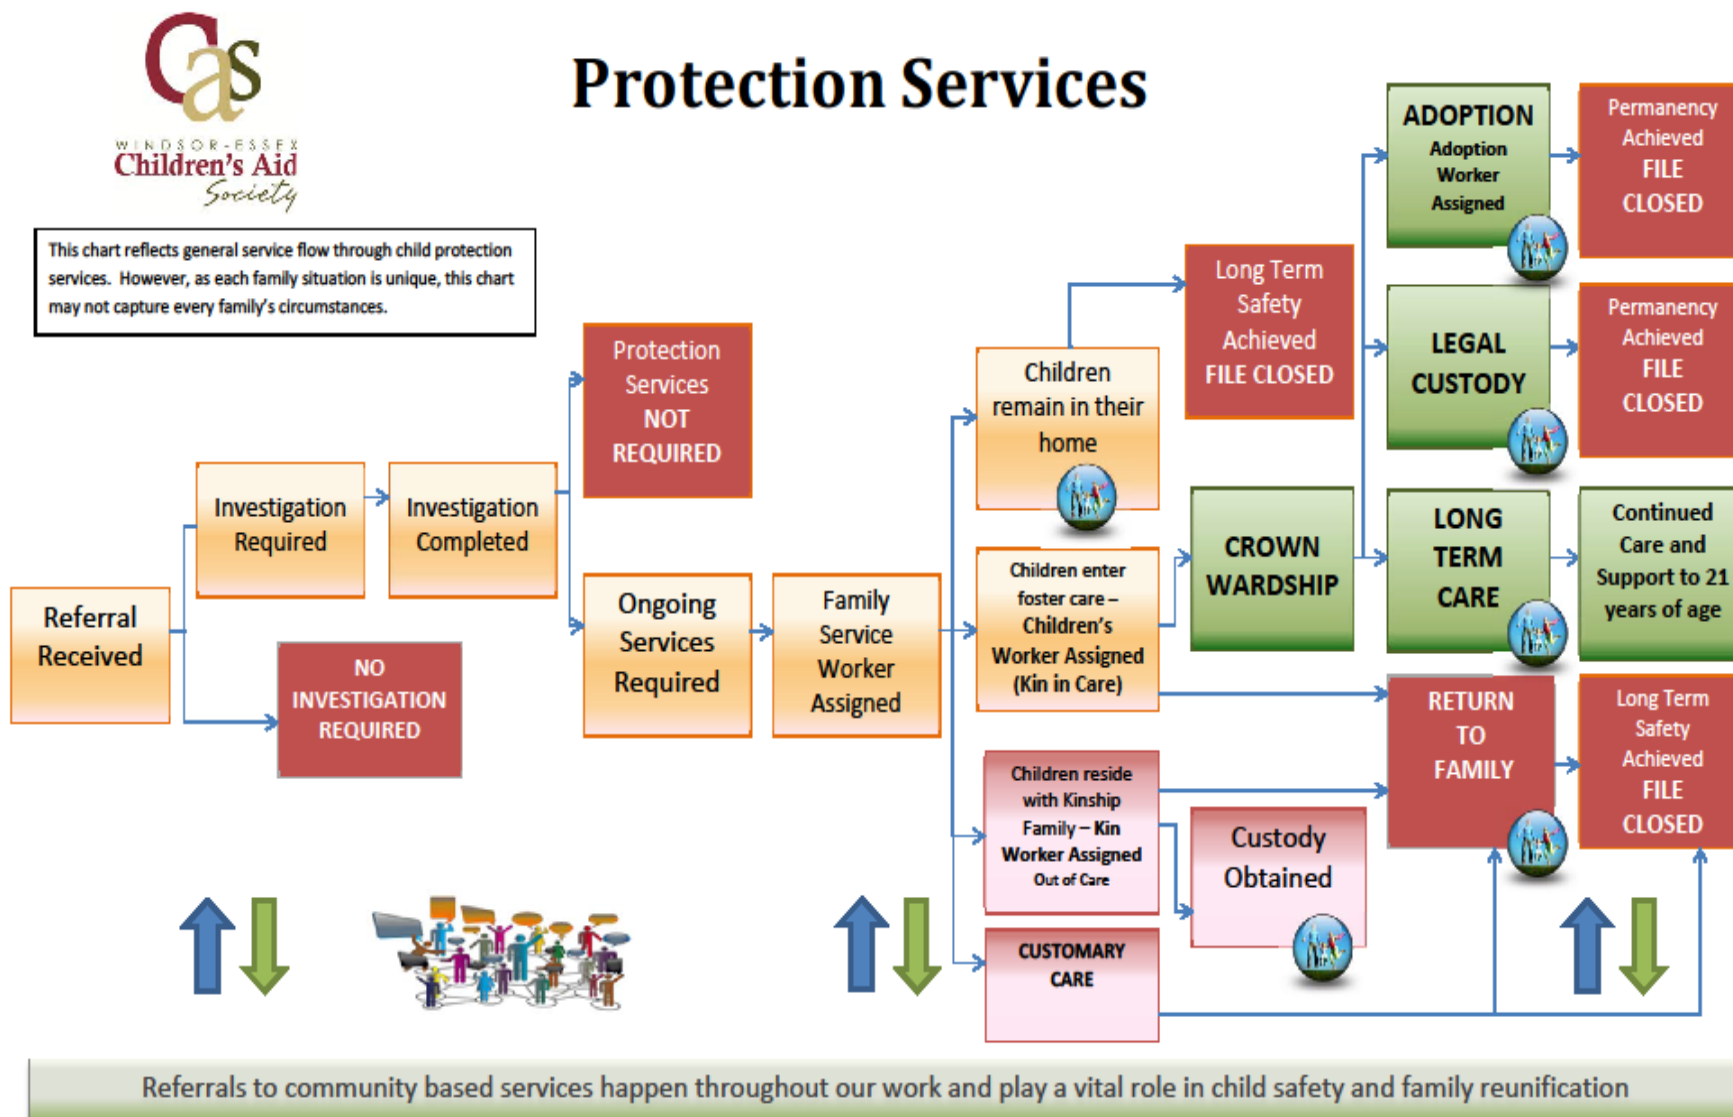 Cas
WINDSOR-ESSEX
Children's Aid
Society
Protection Services
This chart reflects general service flow through child protection
services. However, as each family situation is unique, this chart
may not capture every family's circumstances.
Referral
Received
Investigation
Required
NO
INVESTIGATION
REQUIRED
Investigation
Completed
Protection
Services
NOT
REQUIRED
Ongoing
Services
Required
Family
Service
Worker
Assigned
Children
remain in their
home
Long Term
Safety
Achieved
FILE CLOSED
Children enter
foster care –
Children's
Worker Assigned
(Kin in Care)
Children reside
with Kinship
Family – Kin
Worker Assigned
Out of Care
CUSTOMARY
CARE
CROWN
WARDSHIP
Custody
Obtained
ADOPTION
Adoption
Worker
Assigned
Permanency
Achieved
FILE
CLOSED
LEGAL
CUSTODY
Permanency
Achieved
FILE
CLOSED
LONG
TERM
CARE
Continued
Care and
Support to 21
years of age
RETURN
TO
FAMILY
Long Term
Safety
Achieved
FILE
CLOSED
Referrals to community based services happen throughout our work and play a vital role in child safety and family reunification